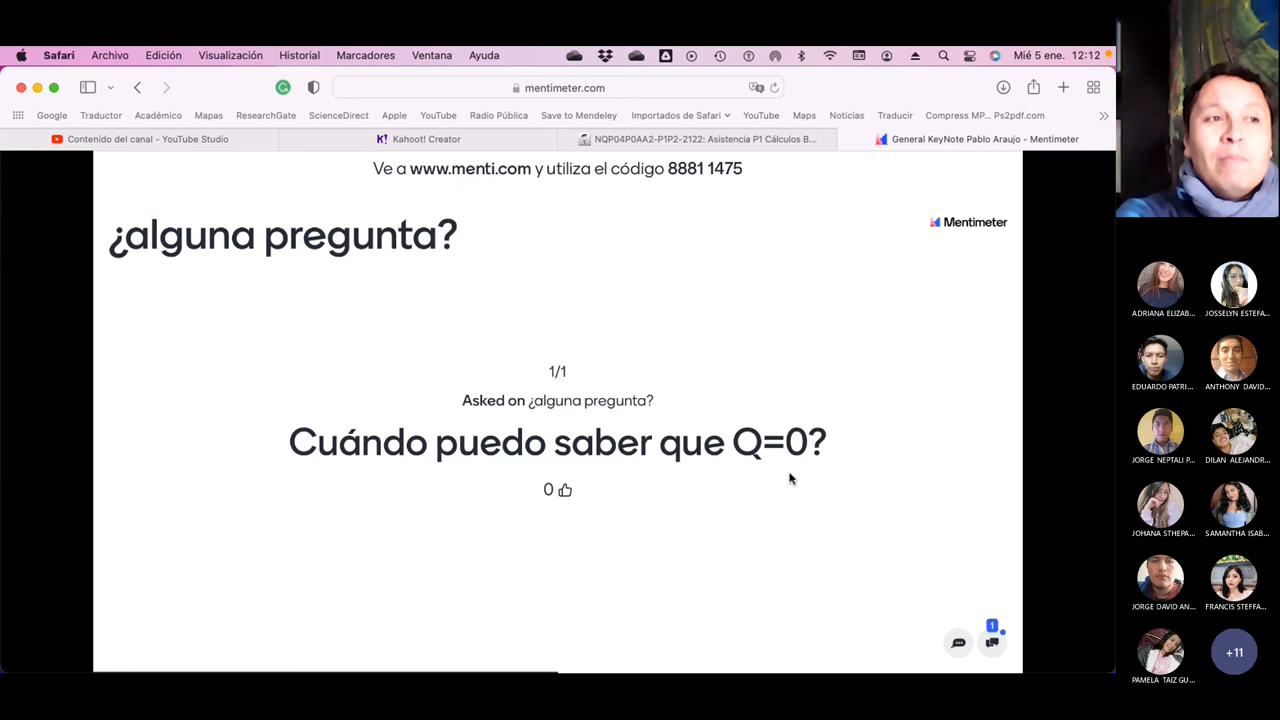 Safari Archivo Edición Visualización Historial Marcadores Ventana Ayuda Mié 5 ene. 12:12
mentimeter.com
Google Traductor Académico Mapas ResearchGate ScienceDirect Gramm Apple YouTube Radio Pública Save to Mendeley Importados de Safari YouTube Maps Noticias Traducir Compress MP... Ps2pdf.com
Contenido del canal - YouTube Studio
K! Kahoot! Creator
NQP04P0AA2-P1P2-2122: Asistencia P1 Cálculos B...
General KeyNote Pablo Araujo - Mentimeter
Ve a www.menti.com y utiliza el código 8881 1475
¿alguna pregunta?
Mentimeter
1/1
Asked on ¿alguna pregunta?
Cuándo puedo saber que Q=0?
0
1
ADRIANA ELIZAB... JOSSELYN ESTEFA...
EDUARDO PATRI... ANTHONY DAVID...
JORGE NEPTALI P... DILAN ALEJANDR...
JOHANA STHEPA... SAMANTHA ISAB...
JORGE DAVID AN... FRANCIS STEFFA...
PAMELA TAIZ GU... +11